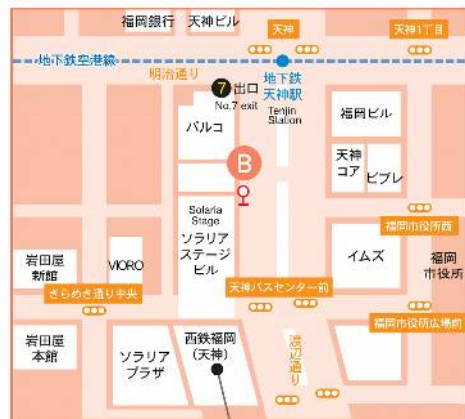 福岡銀行
天神ビル
天神
天神1丁目
地下鉄空港線
明治通り
7
出口
No.7 exit
地下鉄
天神駅
Tenjin
Station
パルコ
福岡ビル
天神
コア
ビブレ
B
Solaria
Stage
ソラリア
ステージ
ビル
福岡市役所西
岩田屋
新館
VIORO
イムズ
福岡
市役所
きらめき通り中央
天神バスセンター前
福岡市役所広場前
岩田屋
本館
ソラリア
プラザ
西鉄福岡
(天神)
渡辺通り